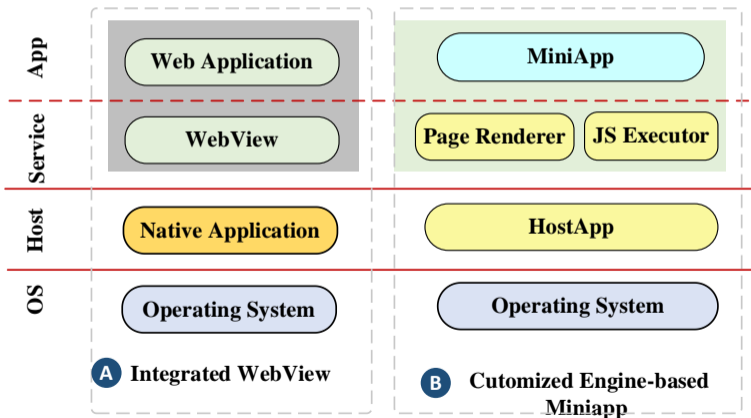 App
Web Application
MiniApp
Service
WebView
Page Renderer
JS Executor
Host
Native Application
HostApp
OS
Operating System
Operating System
A Integrated WebView
B Cutomized Engine-based
Miniapp